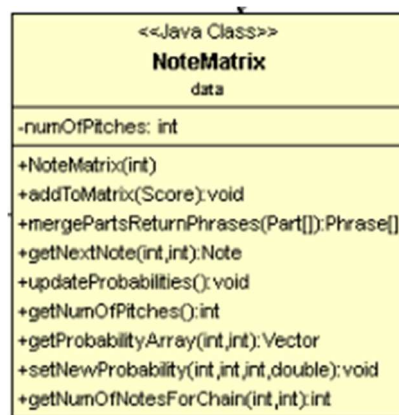 <<Java Class>>
NoteMatrix
data
-numOfPitches: int
+NoteMatrix(int)
+addToMatrix(Score):void
+mergePartsReturnPhrases(Part[]):Phrase[]
+getNextNote(int,int):Note
+updateProbabilities():void
+getNumOfPitches():int
+getProbabilityArray(int,int):Vector
+setNewProbability(int,int,int,double):void
+getNumOfNotesForChain(int,int):int